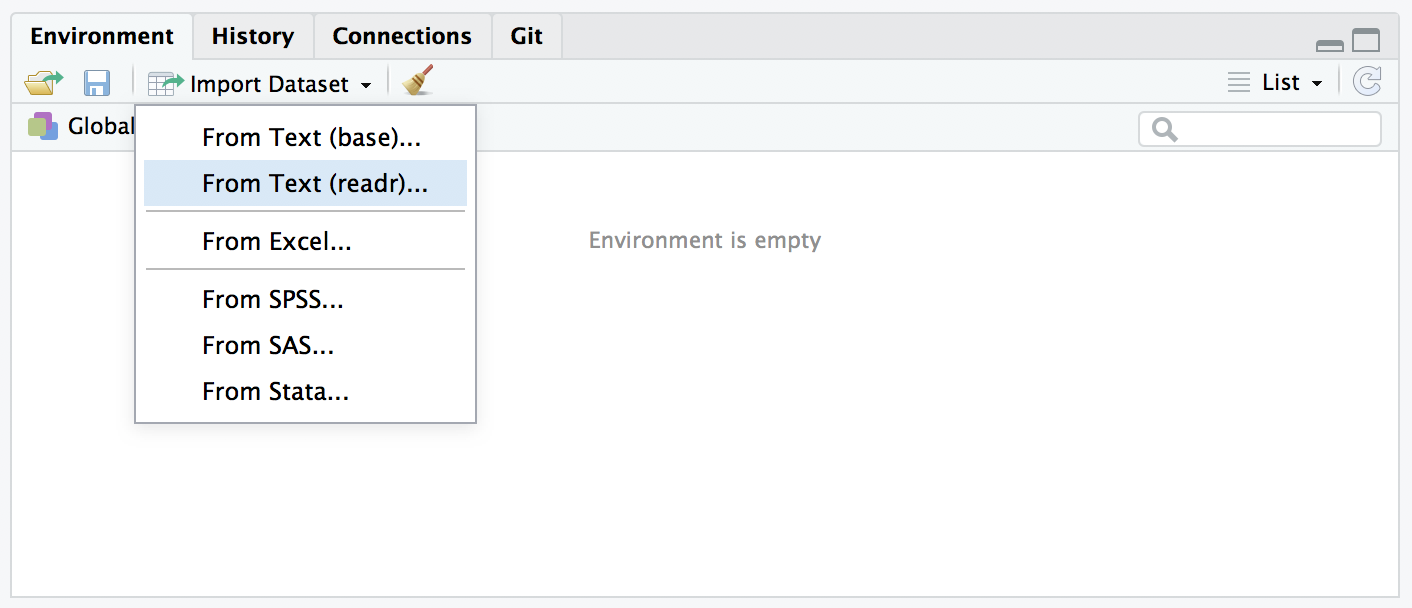 Environment History Connections Git
Import Dataset List
Global
From Text (base)...
From Text (readr)...
From Excel...
From SPSS...
From SAS...
From Stata...
Environment is empty